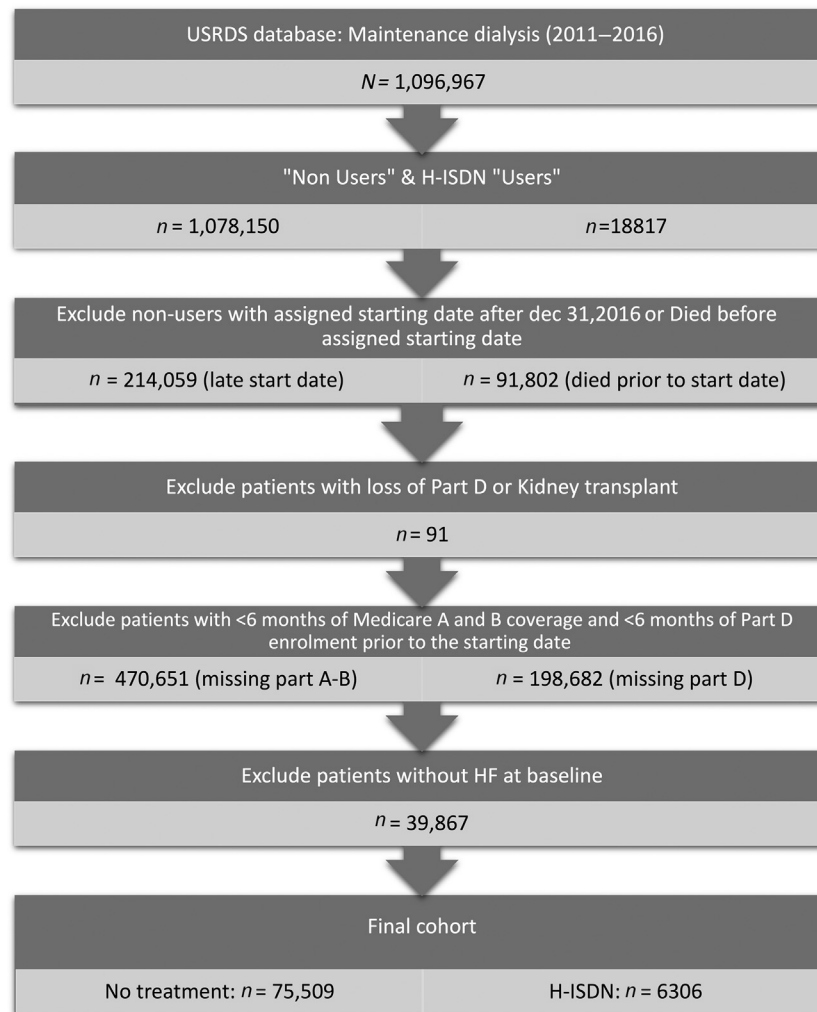 USRDS database: Maintenance dialysis (2011–2016)
N = 1,096,967
"Non Users" & H-ISDN "Users"
n = 1,078,150
n=18817
Exclude non-users with assigned starting date after dec 31,2016 or Died before
assigned starting date
n = 214,059 (late start date)
n = 91,802 (died prior to start date)
Exclude patients with loss of Part D or Kidney transplant
n = 91
Exclude patients with <6 months of Medicare A and B coverage and <6 months of Part D
enrolment prior to the starting date
n = 470,651 (missing part A-B)
n = 198,682 (missing part D)
Exclude patients without HF at baseline
n = 39,867
Final cohort
No treatment: n = 75,509
H-ISDN: n = 6306